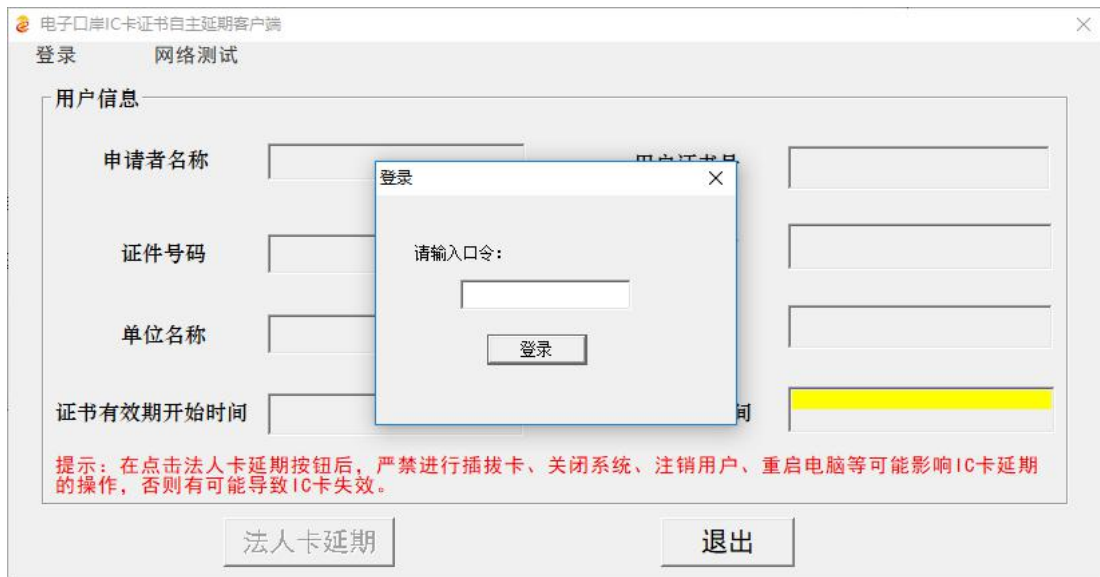 电子口岸IC卡证书自主延期客户端
登录 网络测试
用户信息
申请者名称
登录
请输入口令:
登录
证件号码
单位名称
证书有效期开始时间
间
提示:在点击法人卡延期按钮后,严禁进行插拔卡、关闭系统、注销用户、重启电脑等可能影响IC卡延期
的操作,否则有可能导致IC卡失效。
法人卡延期 退出